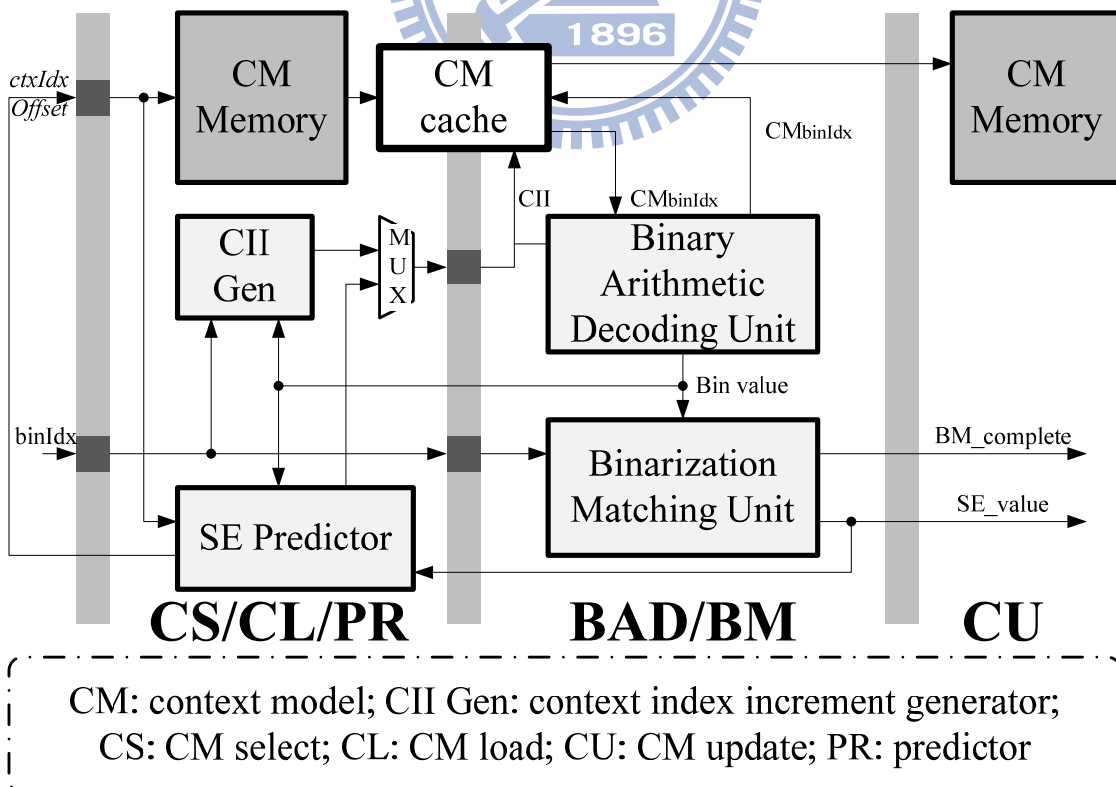 1896
ctxIdx
Offset
CM
Memory
CM
cache
CM
Memory
CMbinIdx
CII
CMbinIdx
CII
Gen
M
U
X
Binary
Arithmetic
Decoding Unit
Bin value
binIdx
Binarization
Matching Unit
BM_complete
SE_value
SE Predictor
CS/CL/PR
BAD/BM
CU
CM: context model; CII Gen: context index increment generator;
CS: CM select; CL: CM load; CU: CM update; PR: predictor